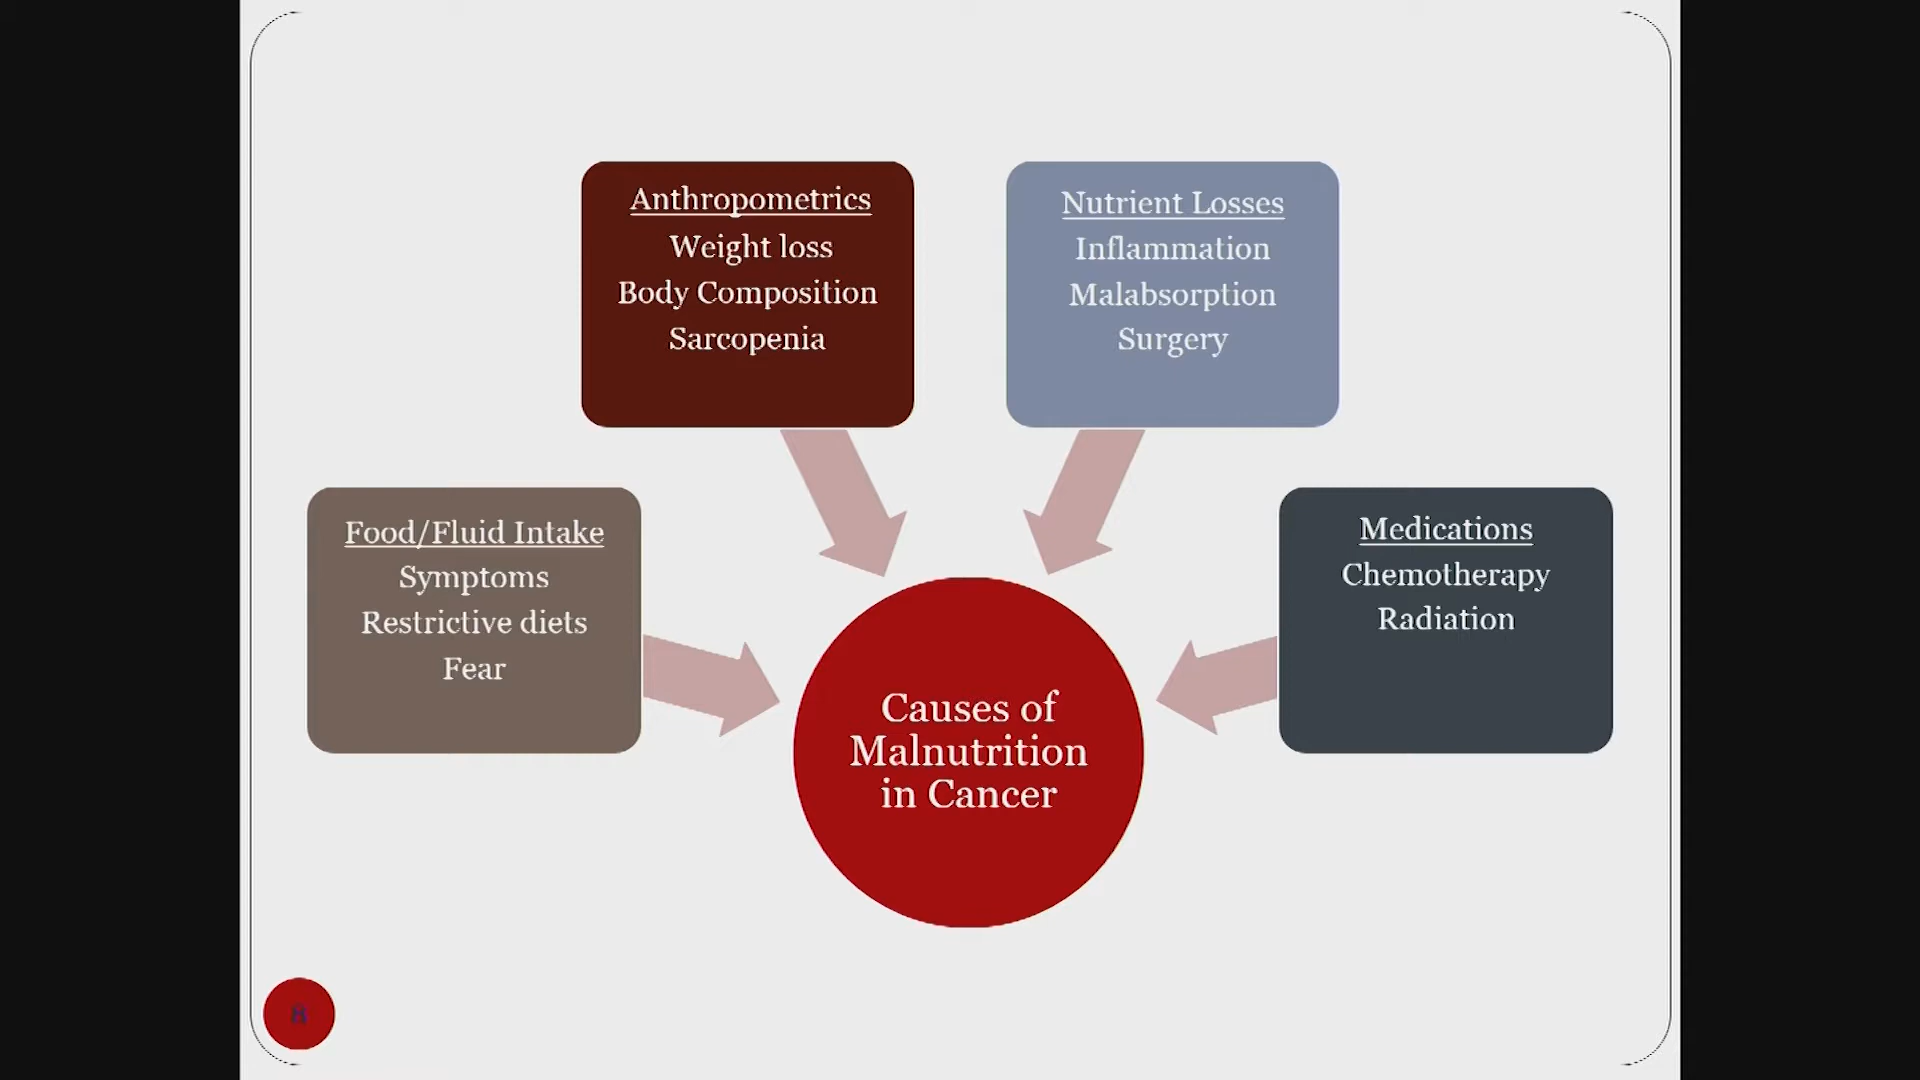 Anthropometrics
Weight loss
Body Composition
Sarcopenia
Nutrient Losses
Inflammation
Malabsorption
Surgery
Food/Fluid Intake
Symptoms
Restrictive diets
Fear
Medications
Chemotherapy
Radiation
Causes of
Malnutrition
in Cancer
8